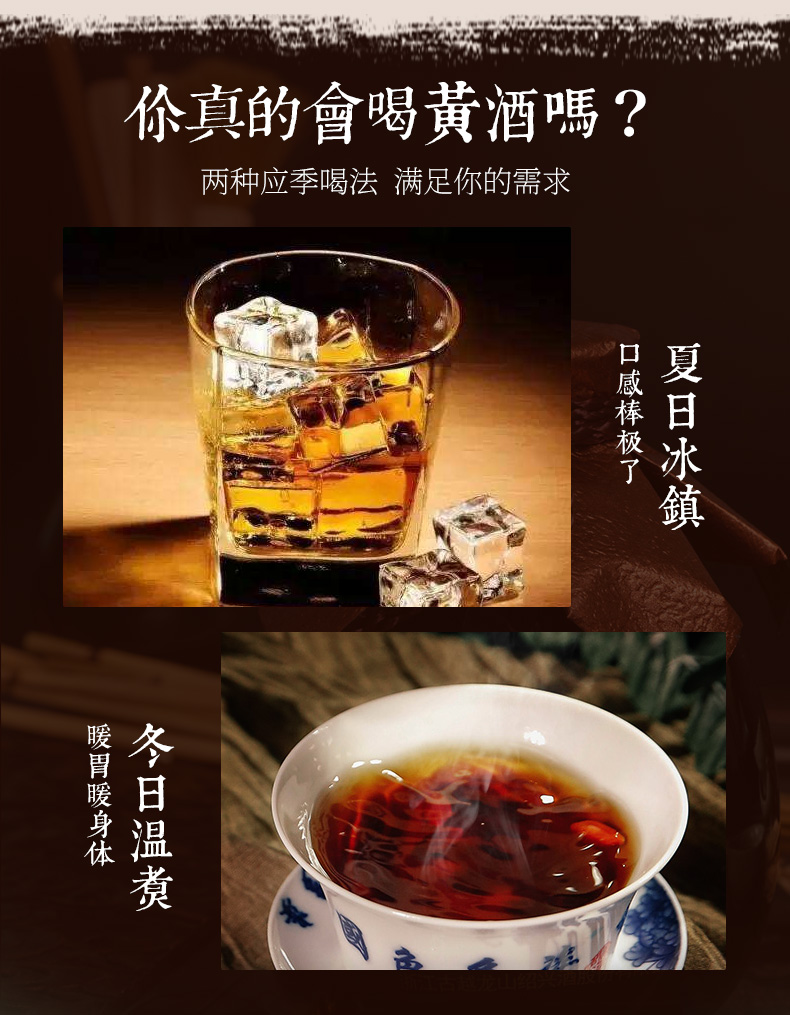 你真的會喝黃酒嗎？
两种应季喝法 满足你的需求
夏日冰鎮
口感棒极了
冬日温煮
暖胃暖身体